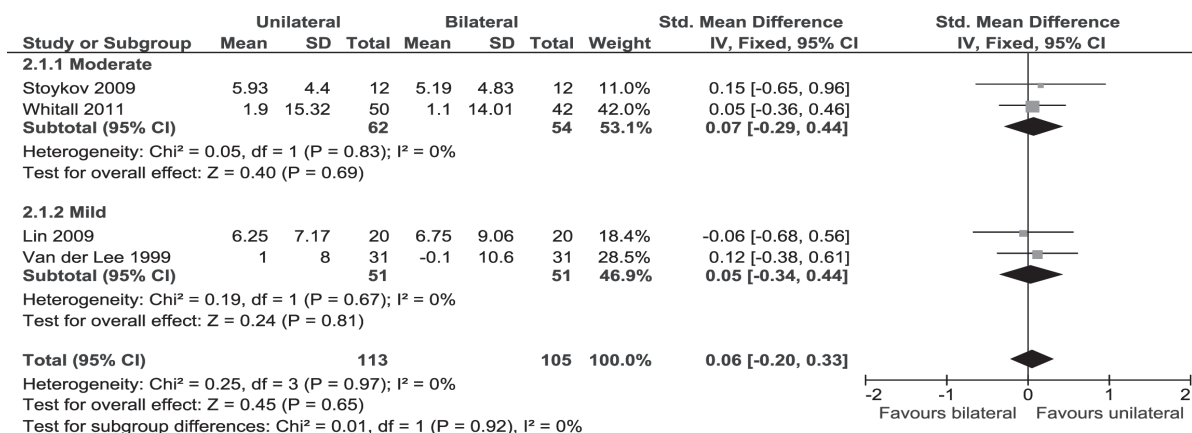 Unilateral Bilateral Std. Mean Difference Std. Mean Difference
Study or Subgroup Mean SD Total Mean SD Total Weight IV, Fixed, 95% CI IV, Fixed, 95% CI
2.1.1 Moderate
Stoykov 2009 5.93 4.4 12 5.19 4.83 12 11.0% 0.15 [-0.65, 0.96]
Whitall 2011 1.9 15.32 50 1.1 14.01 42 42.0% 0.05 [-0.36, 0.46]
Subtotal (95% CI) 62 54 53.1% 0.07 [-0.29, 0.44]
Heterogeneity: Chi² = 0.05, df = 1 (P = 0.83); I² = 0%
Test for overall effect: Z = 0.40 (P = 0.69)
2.1.2 Mild
Lin 2009 6.25 7.17 20 6.75 9.06 20 18.4% -0.06 [-0.68, 0.56]
Van der Lee 1999 1 8 31 -0.1 10.6 31 28.5% 0.12 [-0.38, 0.61]
Subtotal (95% CI) 51 51 46.9% 0.05 [-0.34, 0.44]
Heterogeneity: Chi² = 0.19, df = 1 (P = 0.67); I² = 0%
Test for overall effect: Z = 0.24 (P = 0.81)
Total (95% CI) 113 105 100.0% 0.06 [-0.20, 0.33]
Heterogeneity: Chi² = 0.25, df = 3 (P = 0.97); I² = 0%
Test for overall effect: Z = 0.45 (P = 0.65)
Test for subgroup differences: Chi² = 0.01, df = 1 (P = 0.92), I² = 0%
-2 -1 0 1 2
Favours bilateral Favours unilateral